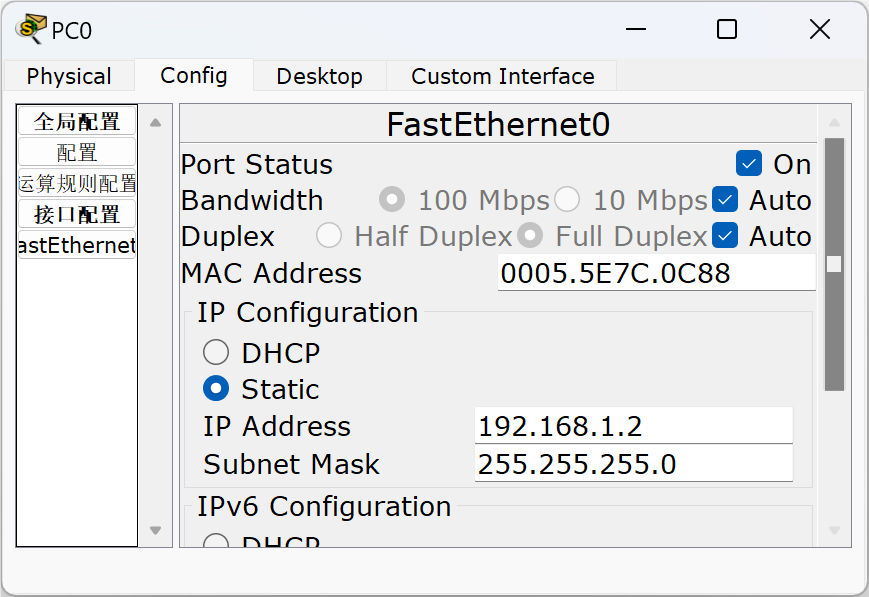 PC0
Physical Config Desktop Custom Interface
全局配置
配置
运算规则配置
接口配置
astEthernet
FastEthernet0
Port Status On
Bandwidth 100 Mbps 10 Mbps Auto
Duplex Half Duplex Full Duplex Auto
MAC Address 0005.5E7C.0C88
IP Configuration
DHCP
Static
IP Address 192.168.1.2
Subnet Mask 255.255.255.0
IPv6 Configuration
DHCP